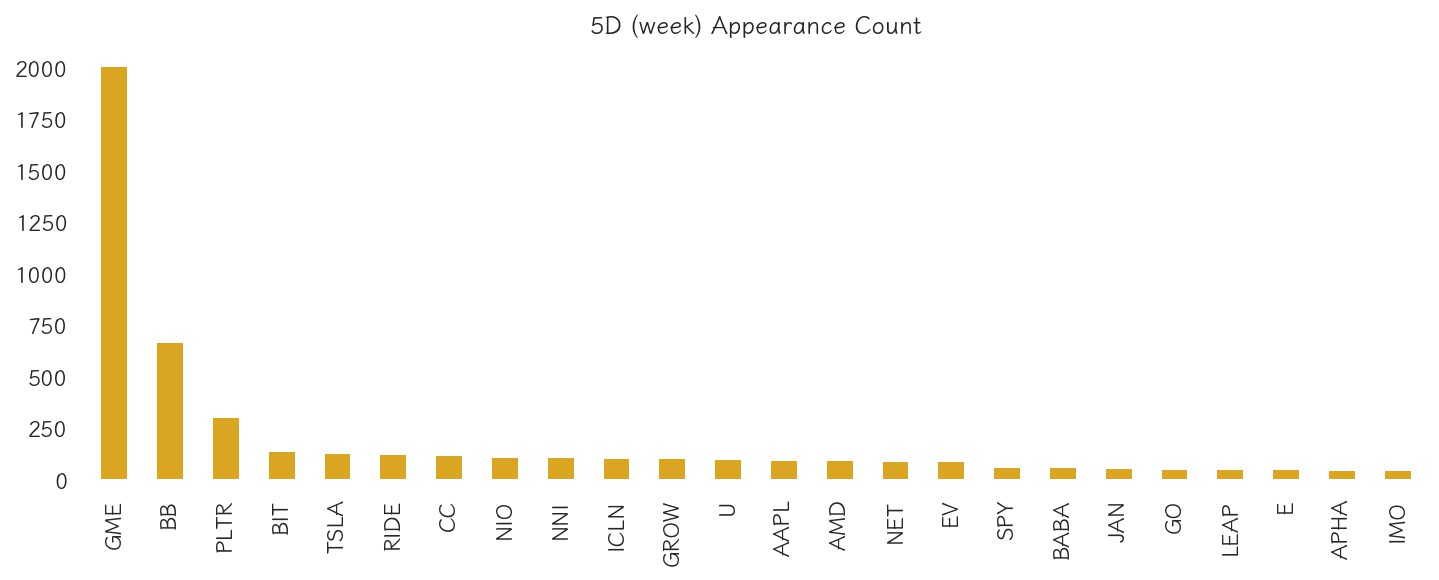 5D (week) Appearance Count
2000
1750
1500
1250
1000
750
500
250
0
GME
BB
PLTR
BIT
TSLA
RIDE
CC
NIO
NNI
ICLN
GROW
U
AAPL
AMD
NET
EV
SPY
BABA
JAN
GO
LEAP
E
APHA
IMO